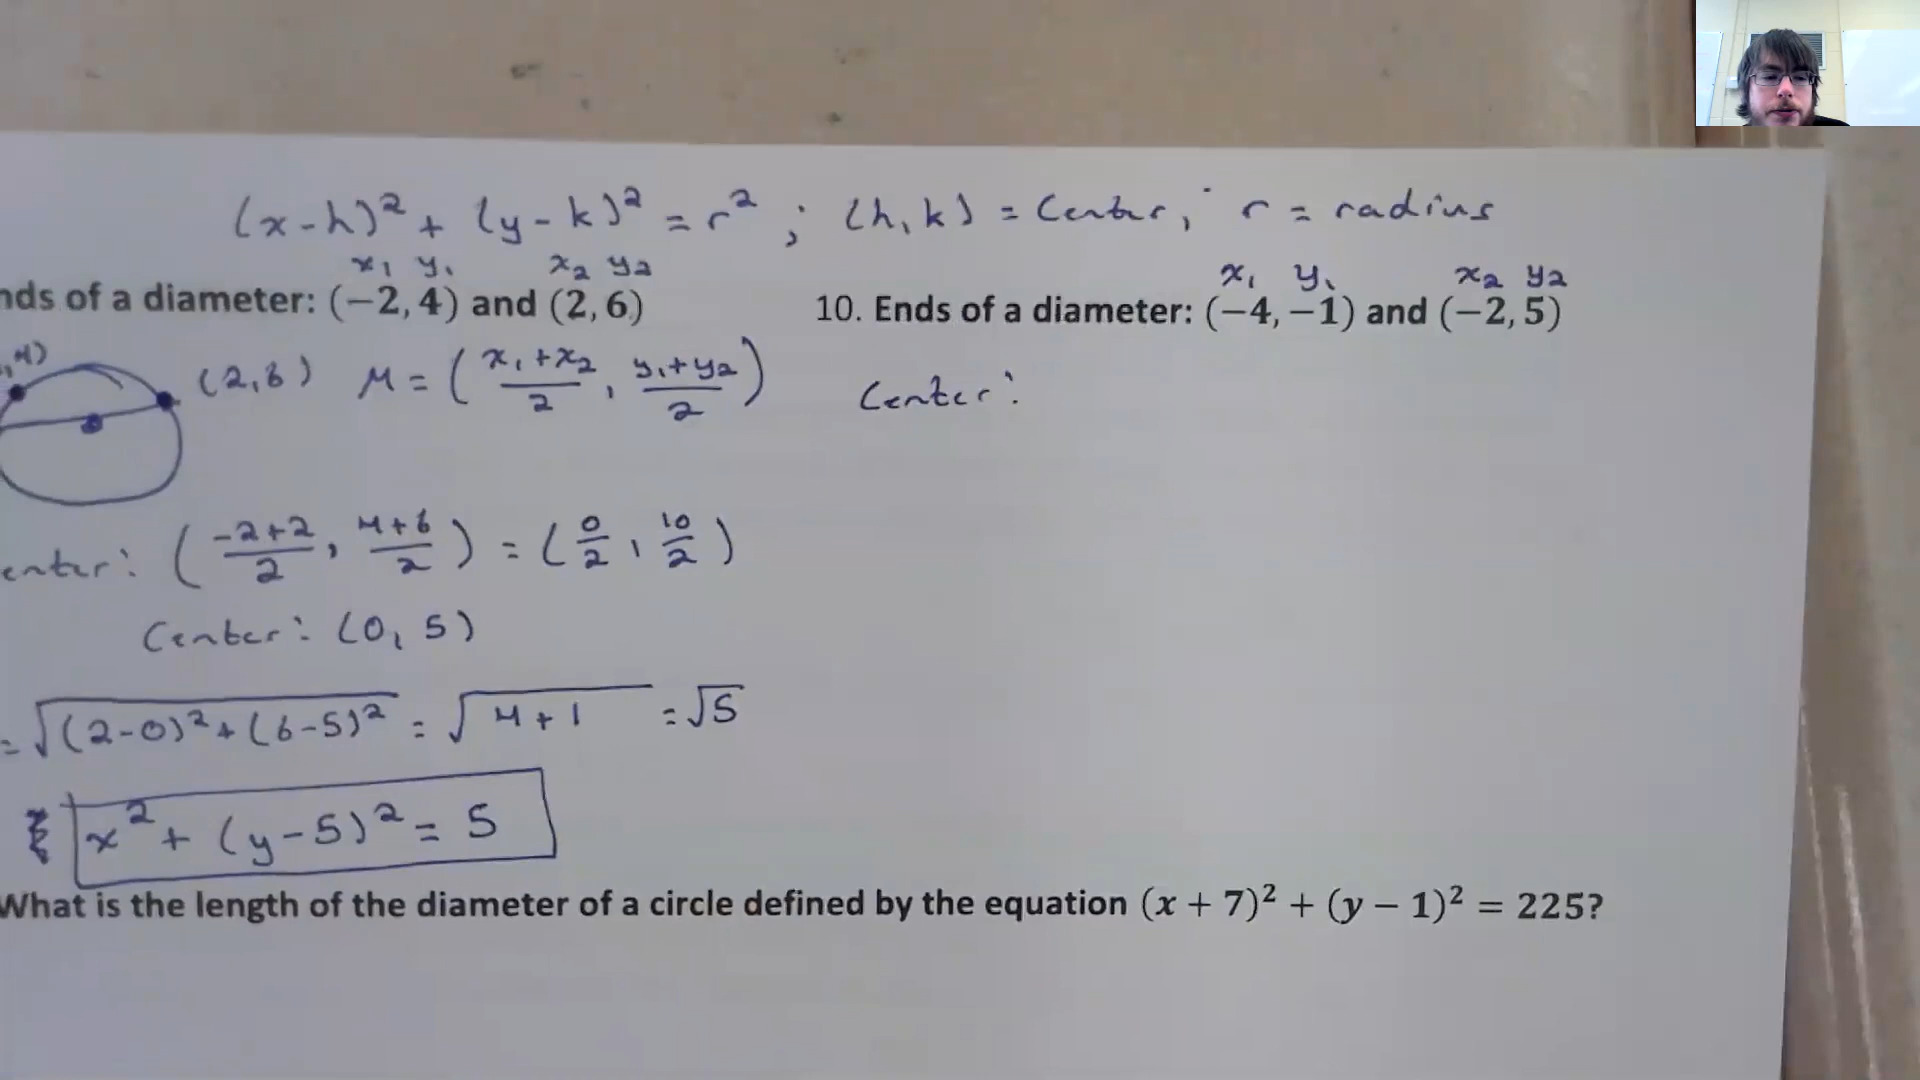 (x-h)² + (y-k)² = r² ; (h,k) = Center, r = radius
x₁ y₁ x₂ y₂
nds of a diameter: (−2, 4) and (2, 6)
(2,6) M = ( x₁+x₂ / 2 , y₁+y₂ / 2 )
enter: ( -2+2 / 2 , 4+6 / 2 ) = ( 0/2 , 10/2 )
Center: (0, 5)
= √(2-0)²+(6-5)² = √4+1 = √5
x² + (y-5)² = 5
x₁ y₁ x₂ y₂
10. Ends of a diameter: (−4, −1) and (−2, 5)
Center:
What is the length of the diameter of a circle defined by the equation (x + 7)² + (y − 1)² = 225?